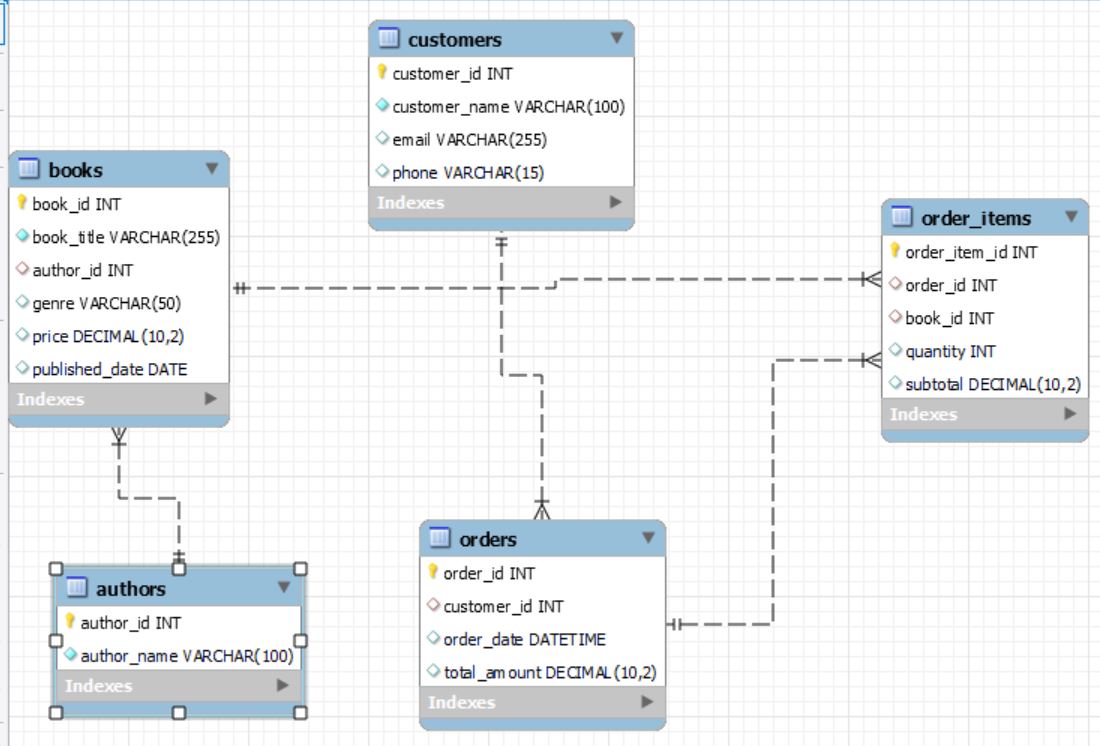 customers
customer_id INT
customer_name VARCHAR(100)
email VARCHAR(255)
phone VARCHAR(15)
Indexes
books
book_id INT
book_title VARCHAR(255)
author_id INT
genre VARCHAR(50)
price DECIMAL(10,2)
published_date DATE
Indexes
order_items
order_item_id INT
order_id INT
book_id INT
quantity INT
subtotal DECIMAL(10,2)
Indexes
authors
author_id INT
author_name VARCHAR(100)
Indexes
orders
order_id INT
customer_id INT
order_date DATETIME
total_amount DECIMAL(10,2)
Indexes